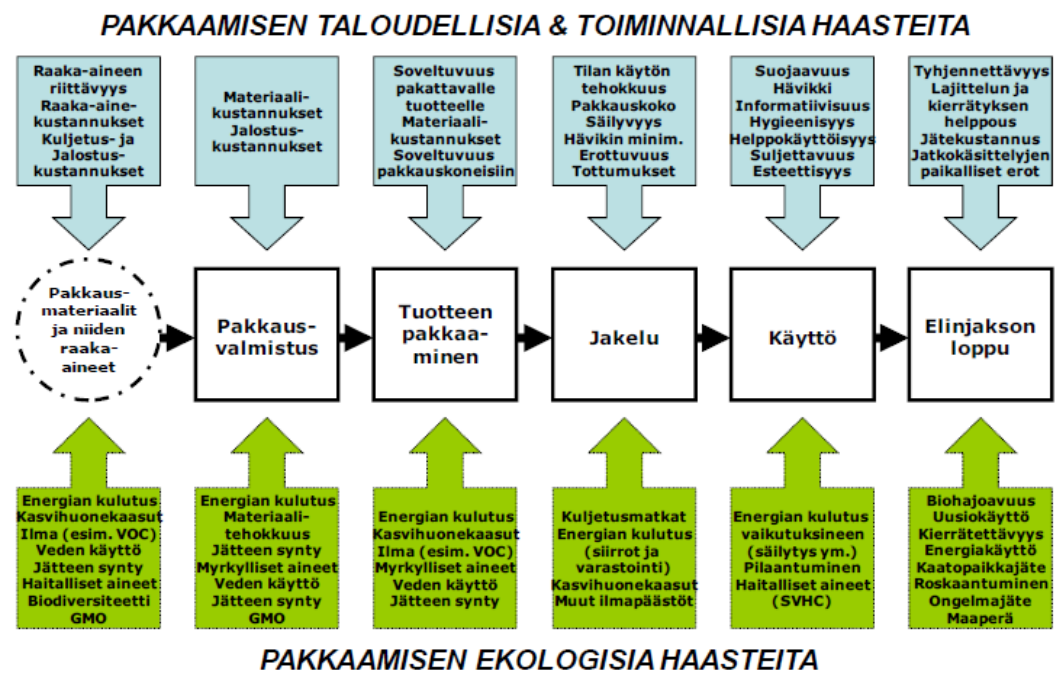 PAKKAAMISEN TALOUDELLISIA & TOIMINNALLISIA HAASTEITA
Raaka-aineen
riittävyys
Raaka-aine-
kustannukset
Kuljetus- ja
Jalostus-
kustannukset
Materiaali-
kustannukset
Jalostus-
kustannukset
Soveltuvuus
pakattavalle
tuotteelle
Materiaali-
kustannukset
Soveltuvuus
pakkauskoneisiin
Tilan käytön
tehokkuus
Pakkauskoko
Säilyvyys
Hävikin minim.
Erottuvuus
Tottumukset
Suojaavuus
Hävikki
Informatiivisuus
Hygieenisyys
Helppokäyttöisyys
Suljettavuus
Esteettisyys
Tyhjennettävyys
Lajittelun ja
kierrätyksen
helppous
Jätekustannus
Jatkokäsittelyjen
paikalliset erot
Pakkaus-
materiaalit
ja niiden
raaka-
aineet
Pakkaus-
valmistus
Tuotteen
pakkaa-
minen
Jakelu
Käyttö
Elinjakson
loppu
Energian kulutus
Kasvihuonekaasut
Ilma (esim. VOC)
Veden käyttö
Jätteen synty
Haitalliset aineet
Biodiversiteetti
GMO
Energian kulutus
Materiaali-
tehokkuus
Jätteen synty
Myrkylliset aineet
Veden käyttö
Jätteen synty
GMO
Energian kulutus
Kasvihuonekaasut
Ilma (esim. VOC)
Myrkylliset aineet
Veden käyttö
Jätteen synty
Kuljetusmatkat
Energian kulutus
(siirrot ja
varastointi)
Kasvihuonekaasut
Muut ilmapäästöt
Energian kulutus
vaikutuksineen
(säilytys ym.)
Pilaantuminen
Haitalliset aineet
(SVHC)
Biohajoavuus
Uusiokäyttö
Kierrätettävyys
Energiakäyttö
Kaatopaikkajäte
Roskaantuminen
Ongelmajäte
Maaperä
PAKKAAMISEN EKOLOGISIA HAASTEITA